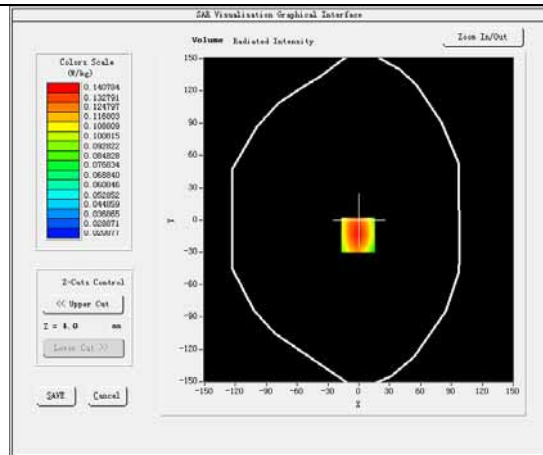 SAR Visualisation Graphical Interface
Volume Radiated Intensity
Zoom In/Out
Colors Scale
(W/kg)
0.140784
0.132791
0.124797
0.116803
0.108809
0.100815
0.092822
0.084828
0.076834
0.068840
0.060846
0.052852
0.044859
0.036865
0.028871
0.020877
Z-Cuts Control
<< Upper Cut
Z = 4.0 mm
Lower Cut >>
SAVE Cancel
150
120
90
60
30
Y 0
-30
-60
-90
-120
-150
-150 -120 -90 -60 -30 0 30 60 90 120 150
X